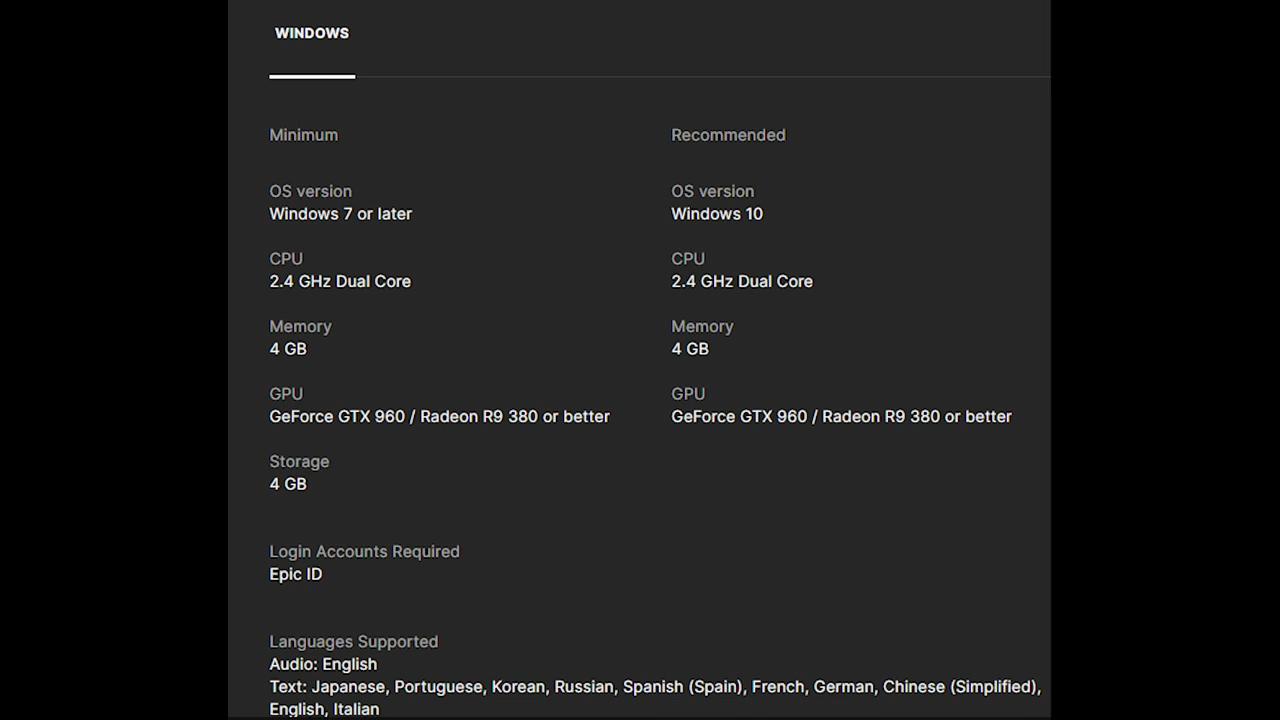 WINDOWS
Minimum
Recommended
OS version
Windows 7 or later
OS version
Windows 10
CPU
2.4 GHz Dual Core
CPU
2.4 GHz Dual Core
Memory
4 GB
Memory
4 GB
GPU
GeForce GTX 960 / Radeon R9 380 or better
GPU
GeForce GTX 960 / Radeon R9 380 or better
Storage
4 GB
Login Accounts Required
Epic ID
Languages Supported
Audio: English
Text: Japanese, Portuguese, Korean, Russian, Spanish (Spain), French, German, Chinese (Simplified),
English, Italian